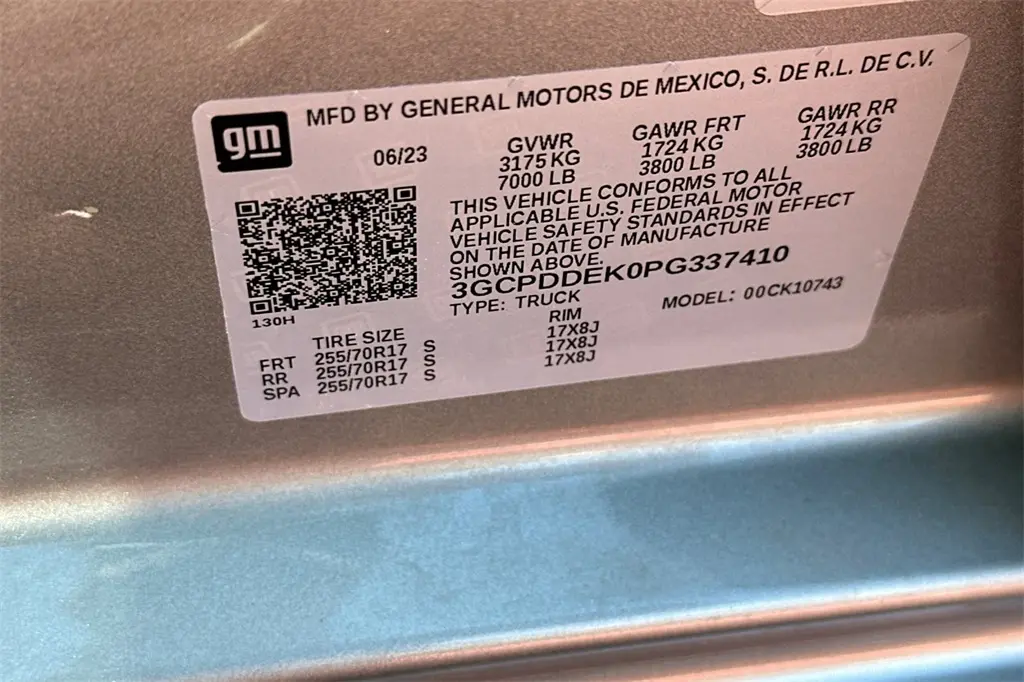 MFD BY GENERAL MOTORS DE MEXICO, S. DE R.L. DE C.V.
gm
06/23
GVWR
3175 KG
7000 LB
GAWR FRT
1724 KG
3800 LB
GAWR RR
1724 KG
3800 LB
THIS VEHICLE CONFORMS TO ALL
APPLICABLE U.S. FEDERAL MOTOR
VEHICLE SAFETY STANDARDS IN EFFECT
ON THE DATE OF MANUFACTURE
SHOWN ABOVE.
3GCPDDEK0PG337410
TYPE: TRUCK
MODEL: 00CK10743
130H
TIRE SIZE
RIM
FRT 255/70R17 S 17X8J
RR 255/70R17 S 17X8J
SPA 255/70R17 S 17X8J